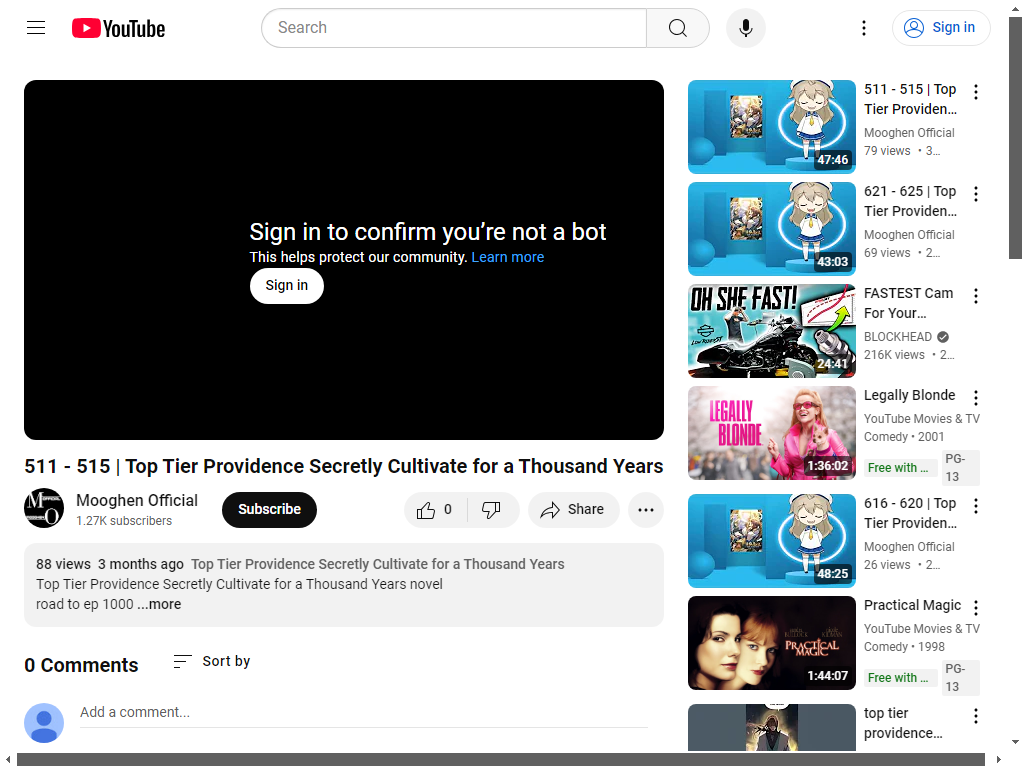 YouTube
Search
Sign in
Sign in to confirm you’re not a bot
This helps protect our community. Learn more
Sign in
511 - 515 | Top Tier Providence Secretly Cultivate for a Thousand Years
Mooghen Official
1.27K subscribers
Subscribe
0
Share
88 views 3 months ago Top Tier Providence Secretly Cultivate for a Thousand Years
Top Tier Providence Secretly Cultivate for a Thousand Years novel
road to ep 1000 ...more
0 Comments
Sort by
Add a comment...
47:46
511 - 515 | Top
Tier Providen…
Mooghen Official
79 views • 3…
43:03
621 - 625 | Top
Tier Providen…
Mooghen Official
69 views • 2…
OH SHE FAST!
24:41
FASTEST Cam
For Your…
BLOCKHEAD
216K views • 2…
LEGALLY
BLONDE
1:36:02
Legally Blonde
YouTube Movies & TV
Comedy • 2001
Free with …
PG-
13
48:25
616 - 620 | Top
Tier Providen…
Mooghen Official
26 views • 2…
PRACTICAL
MAGIC
1:44:07
Practical Magic
YouTube Movies & TV
Comedy • 1998
Free with …
PG-
13
top tier
providence…